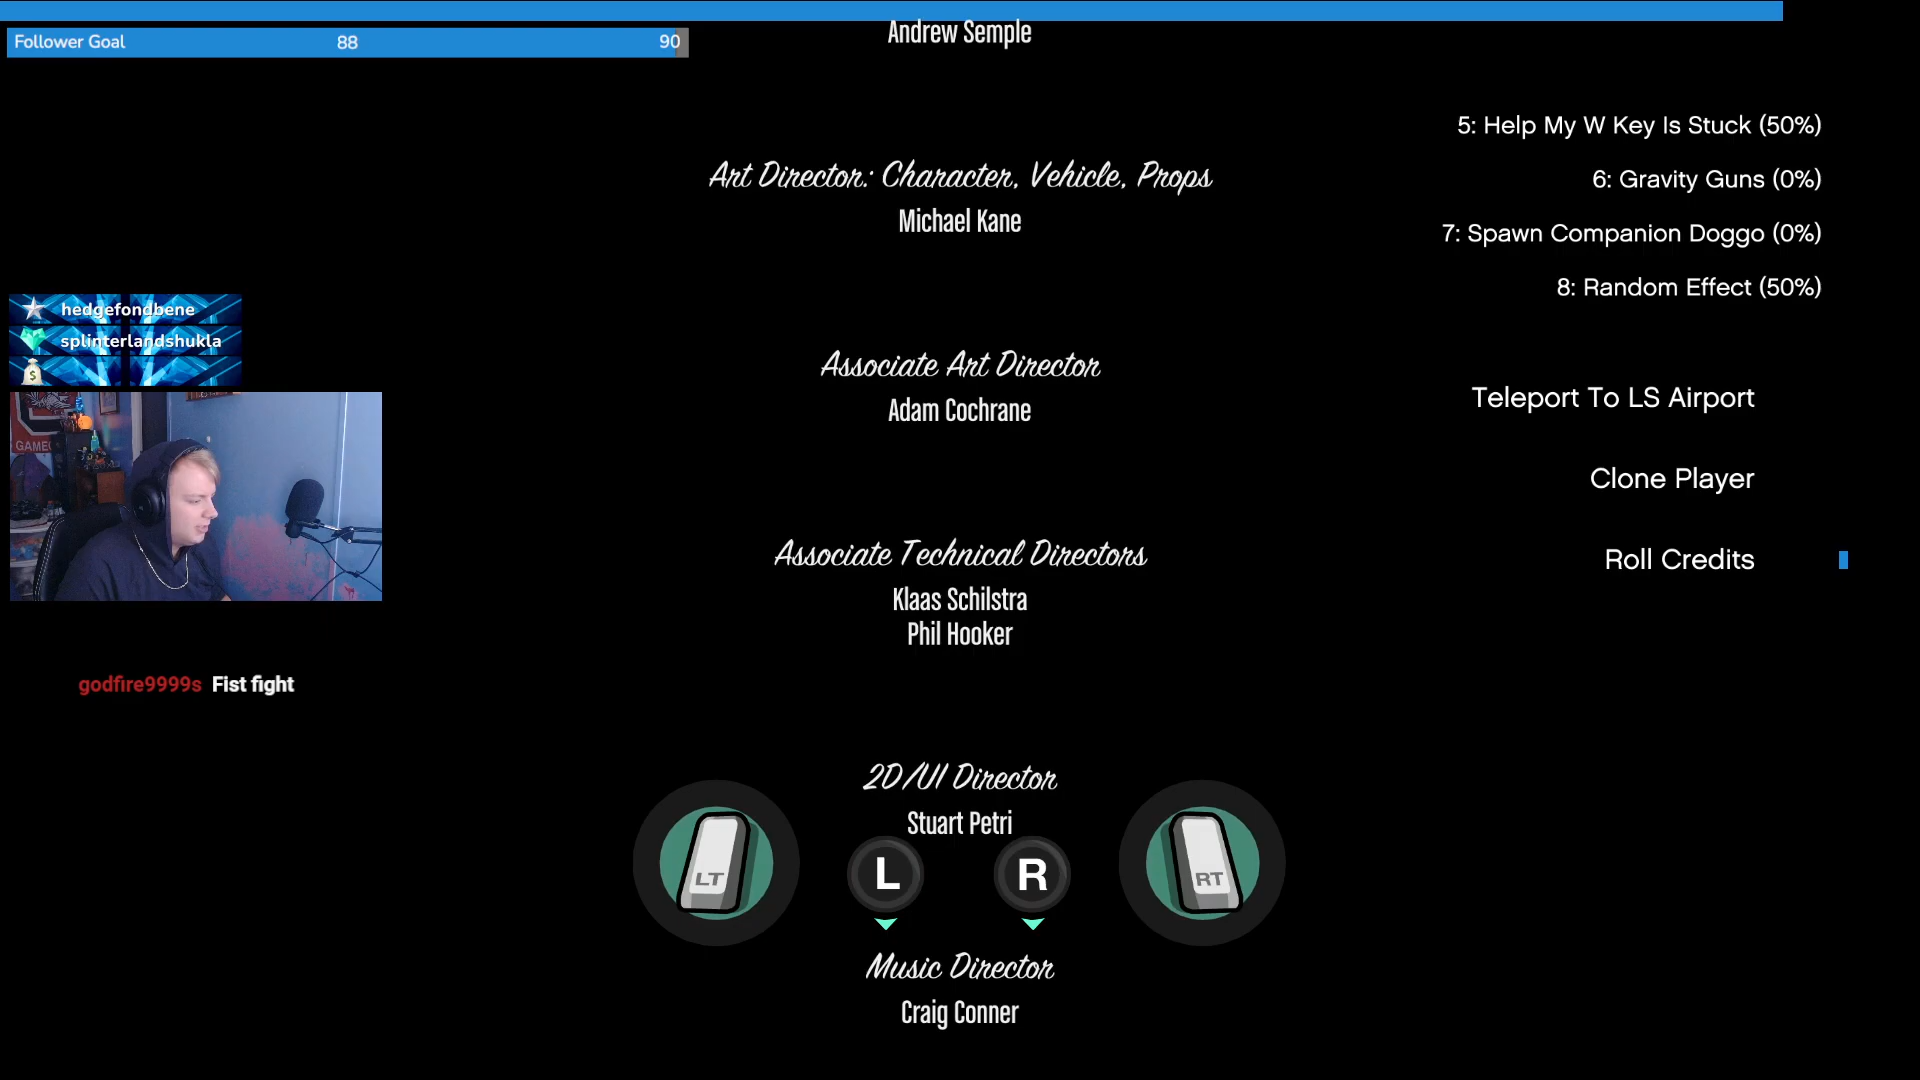 Andrew Semple
Follower Goal 88 90
Art Director: Character, Vehicle, Props
Michael Kane
Associate Art Director
Adam Cochrane
Associate Technical Directors
Klaas Schilstra
Phil Hooker
2D/UI Director
Stuart Petri
LT L R RT
Music Director
Craig Conner
5: Help My W Key Is Stuck (50%)
6: Gravity Guns (0%)
7: Spawn Companion Doggo (0%)
8: Random Effect (50%)
Teleport To LS Airport
Clone Player
Roll Credits
hedgefondbene
splinterlandshukla
GAMEC
godfire9999s Fist fight